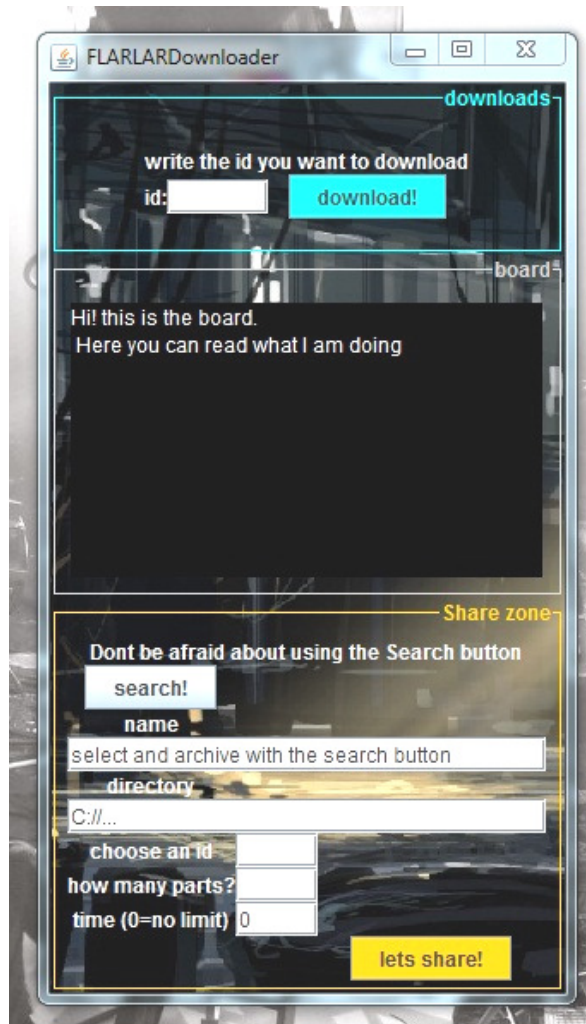 FLARLARDownloader
downloads
write the id you want to download
id:
download!
board
Hi! this is the board.
Here you can read what I am doing
Share zone
Dont be afraid about using the Search button
search!
name
select and archive with the search button
directory
C://...
choose an id
how many parts?
time (0=no limit) 0
lets share!